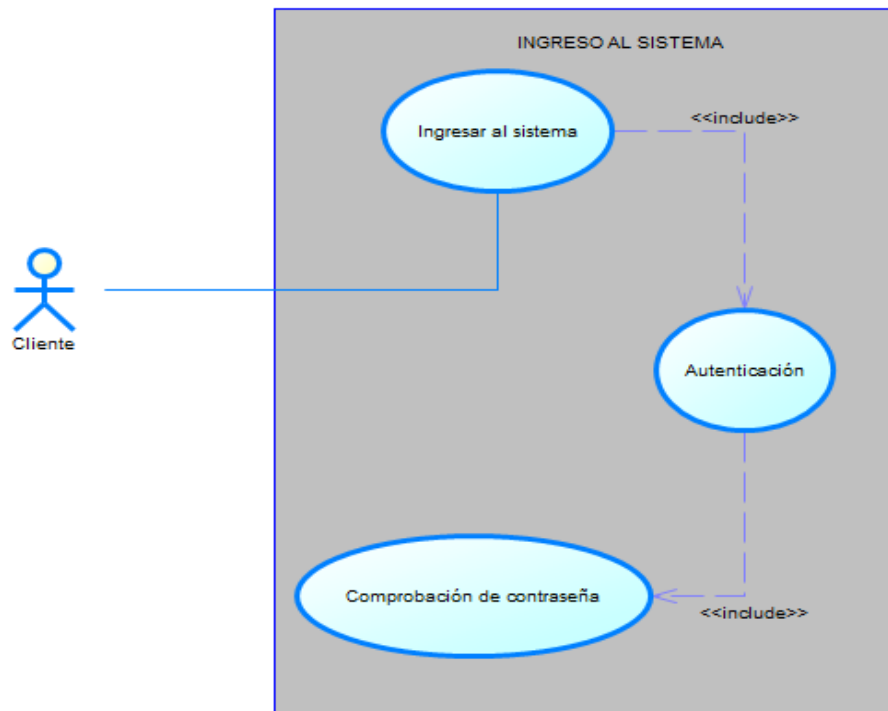 INGRESO AL SISTEMA
Ingresar al sistema
<<include>>
Cliente
Autenticación
Comprobación de contraseña
<<include>>